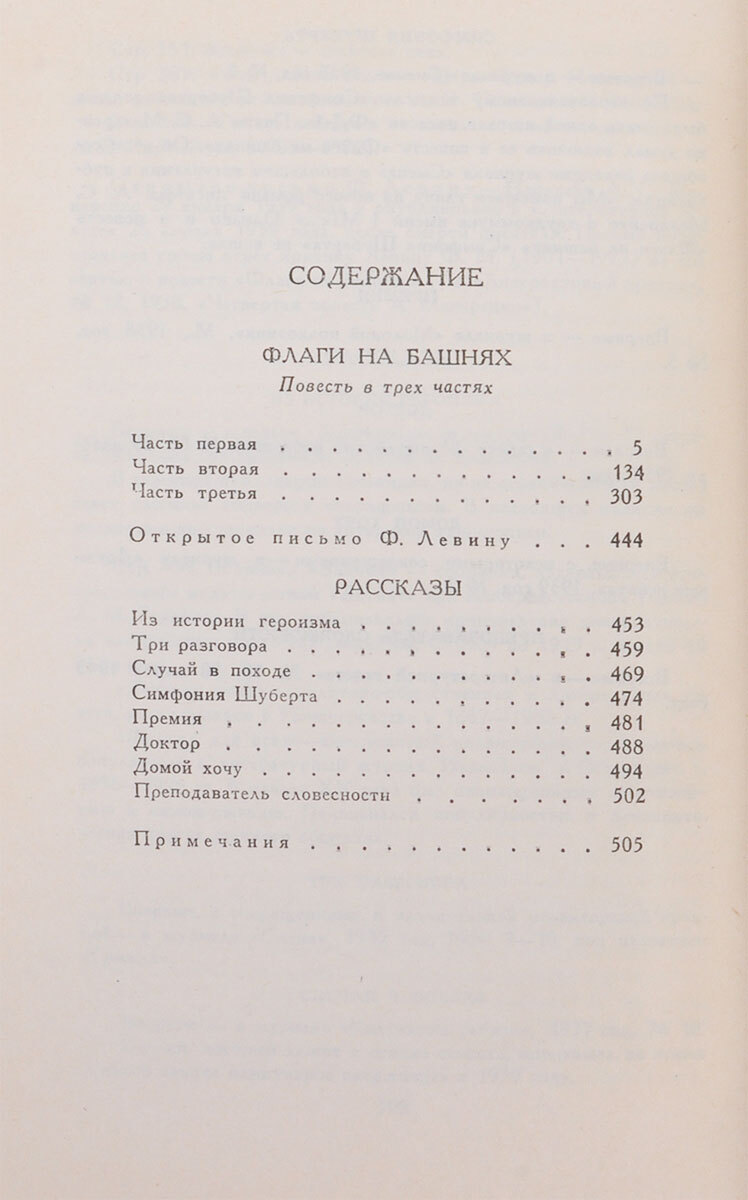 СОДЕРЖАНИЕ
ФЛАГИ НА БАШНЯХ
Повесть в трех частях
Часть первая . . . . . . . . . . . . . . 5
Часть вторая . . . . . . . . . . . . . 134
Часть третья . . . . . . . . . . . . . 303
Открытое письмо Ф. Левину . . . 444
РАССКАЗЫ
Из истории героизма . . . . . . . . . . 453
Три разговора . . . . . . . . . . . . . 459
Случай в походе . . . . . . . . . . . . 469
Симфония Шуберта . . . . . . . . . . . 474
Премия . . . . . . . . . . . . . . . 481
Доктор . . . . . . . . . . . . . . . 488
Домой хочу . . . . . . . . . . . . . . 494
Преподаватель словесности . . . . . . . 502
Примечания . . . . . . . . . . . . 505